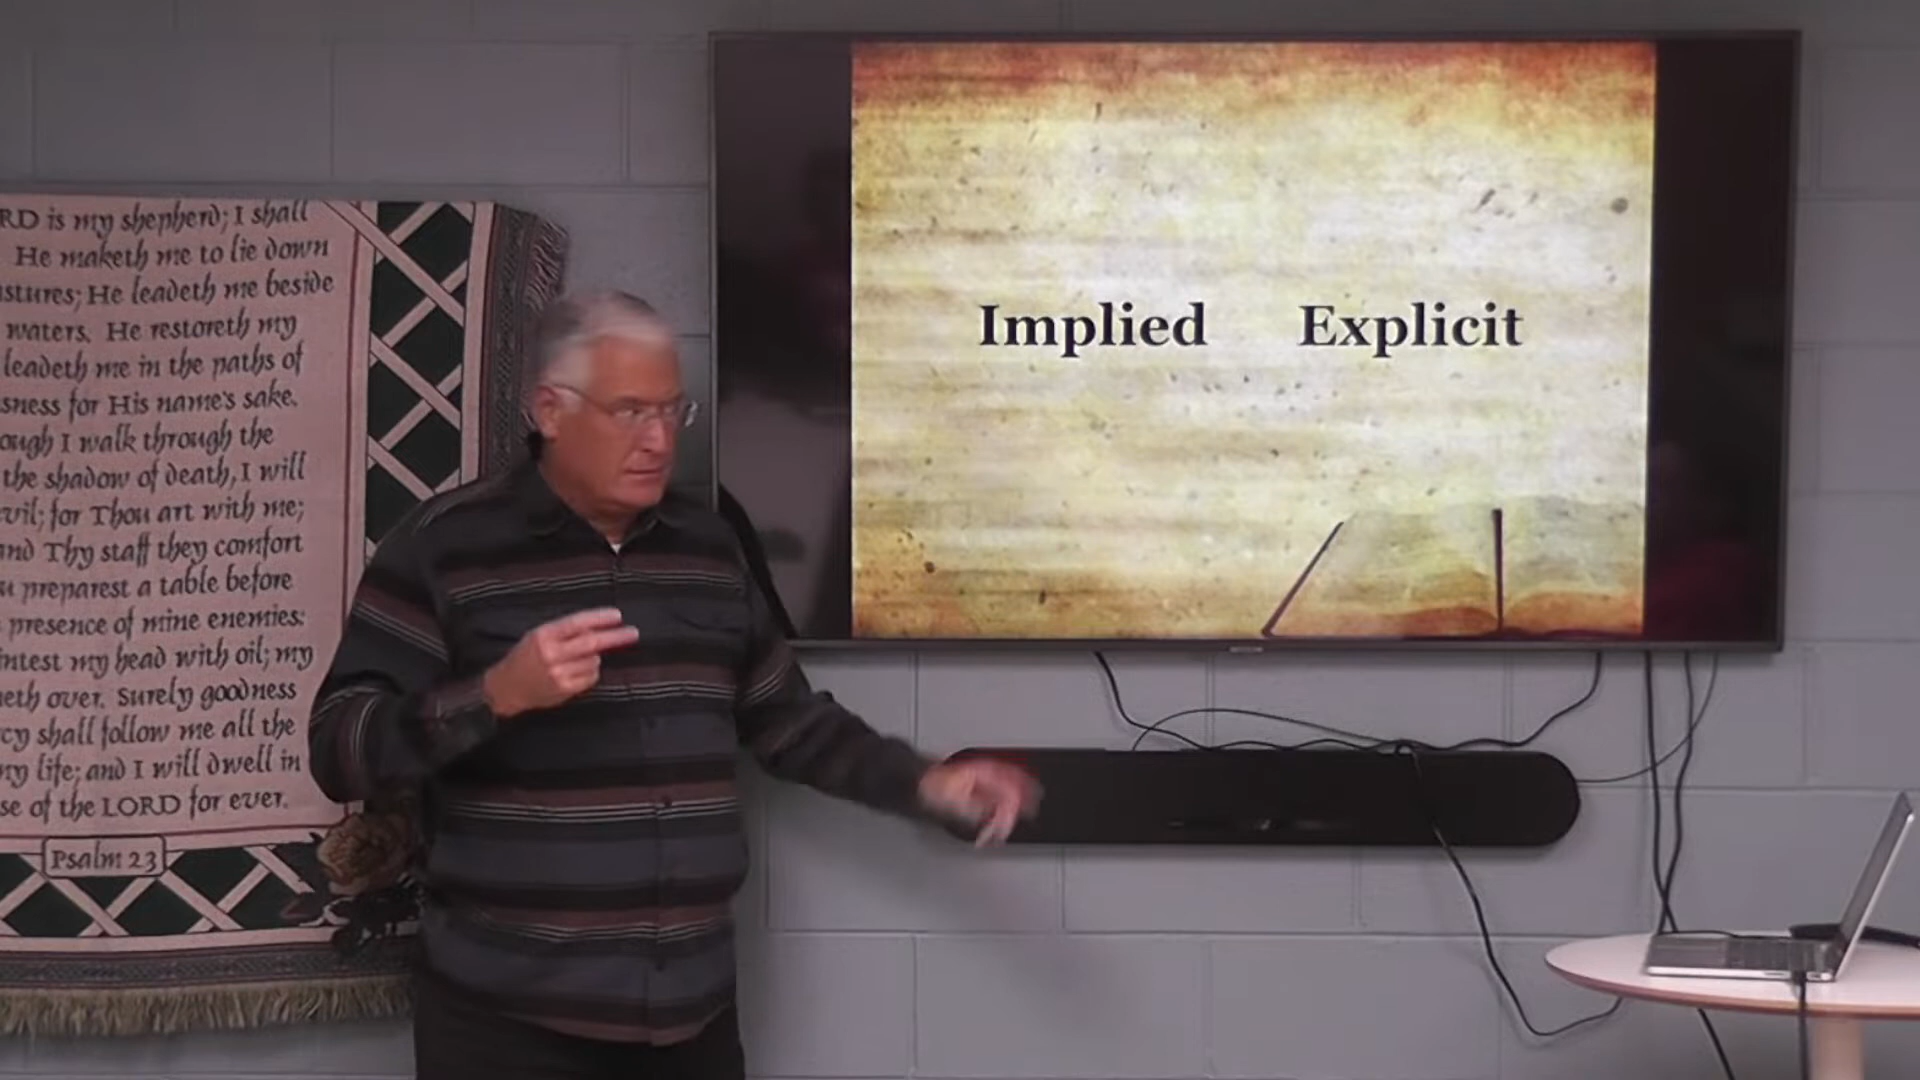 RD is my shepherd; I shall
He maketh me to lie down
stures; He leadeth me beside
waters. He restoreth my
leadeth me in the paths of
sness for His name's sake.
ough I walk through the
the shadow of death, I will
vil; for Thou art with me;
and Thy staff they comfort
u preparest a table before
presence of mine enemies:
intest my head with oil; my
neth over. Surely goodness
cy shall follow me all the
my life; and I will dwell in
se of the LORD for ever.
Psalm 23
Implied Explicit